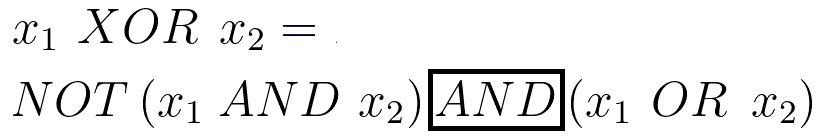 x₁ XOR x₂ =
NOT (x₁ AND x₂) AND (x₁ OR x₂)